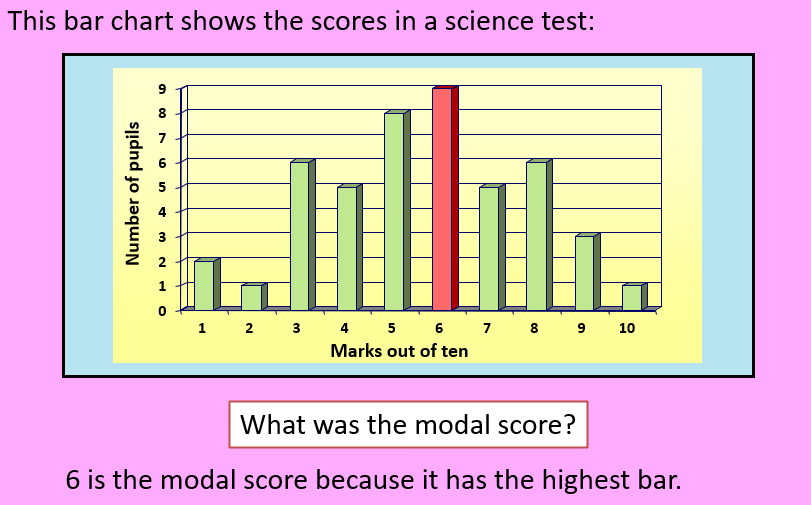 This bar chart shows the scores in a science test:
9
8
7
6
5
4
3
2
1
0
Number of pupils
1 2 3 4 5 6 7 8 9 10
Marks out of ten
What was the modal score?
6 is the modal score because it has the highest bar.